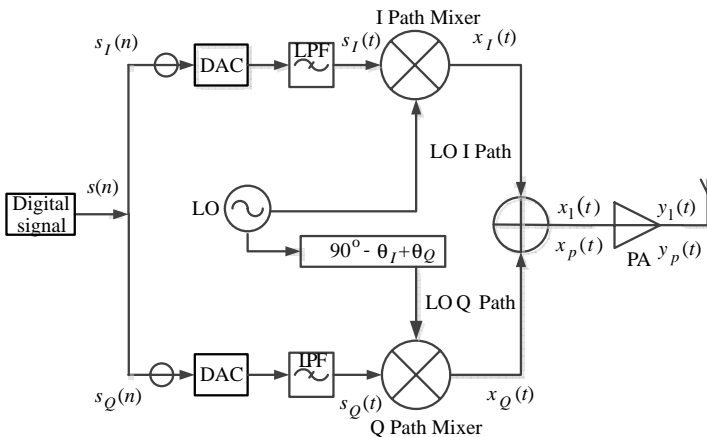 I Path Mixer
s_I(n)
s_I(t)
x_I(t)
DAC
LPF
LO I Path
s(n)
LO
Digital
signal
x_1(t)
y_1(t)
x_p(t)
y_p(t)
PA
90° - θ_I+θ_Q
LO Q Path
DAC
LPF
s_Q(n)
s_Q(t)
x_Q(t)
Q Path Mixer